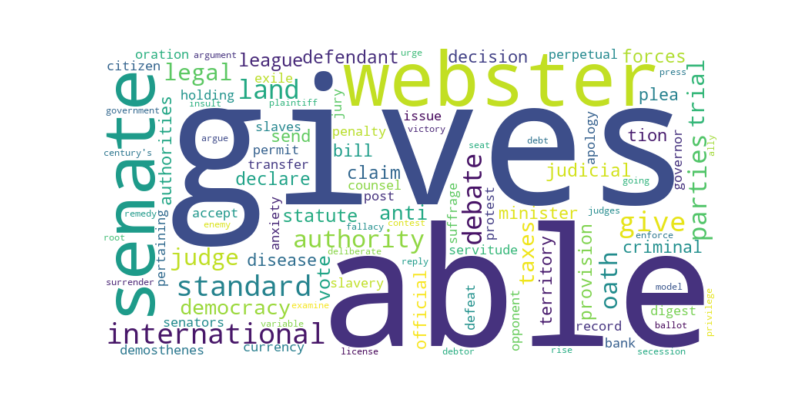 oration
argument
league
defendant
urge
decision
perpetual
forces
citizen
legal
exile
webster
press
holding
land
plea
trial
insult
plaintiff
jury
senate
government
authorities
gives
slaves
send
penalty
issue
victory
tion
apology
governor
ally
argue
debt
seat
century's
permit
bill
transfer
claim
judicial
going
declare
counsel
debate
protest
parties
remedy
pertaining
accept
anxiety
statute
post
anti
suffrage
minister
judges
give
enemy
fallacy
contest
root
authority
reply
taxes
enforce
judge
disease
vote
deliberate
servitude
territory
provision
oath
criminal
surrender
standard
slavery
official
able
model
examine
democracy
defeat
opponent
digest
privilege
international
senators
variable
record
ballot
demosthenes
currency
license
debtor
rise
bank
secession